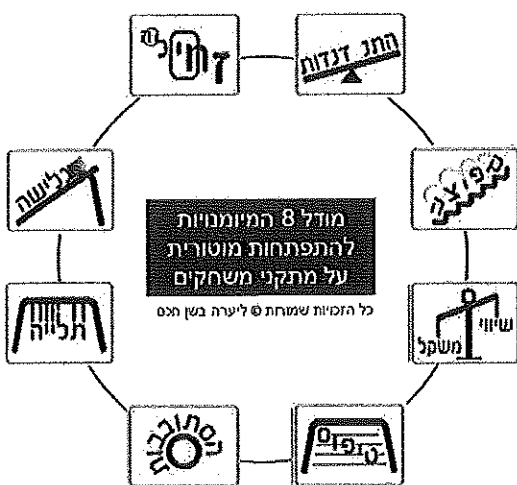 מודל 8 המיומנויות
להתפתחות מוטורית
על מתקני משחקים
כל הזכויות שמורות © ליערה בשן חכם
התנדנדות
קפיצה
שיווי
משקל
טיפוס
הסתובבות
תלייה
גלישה
זחילה